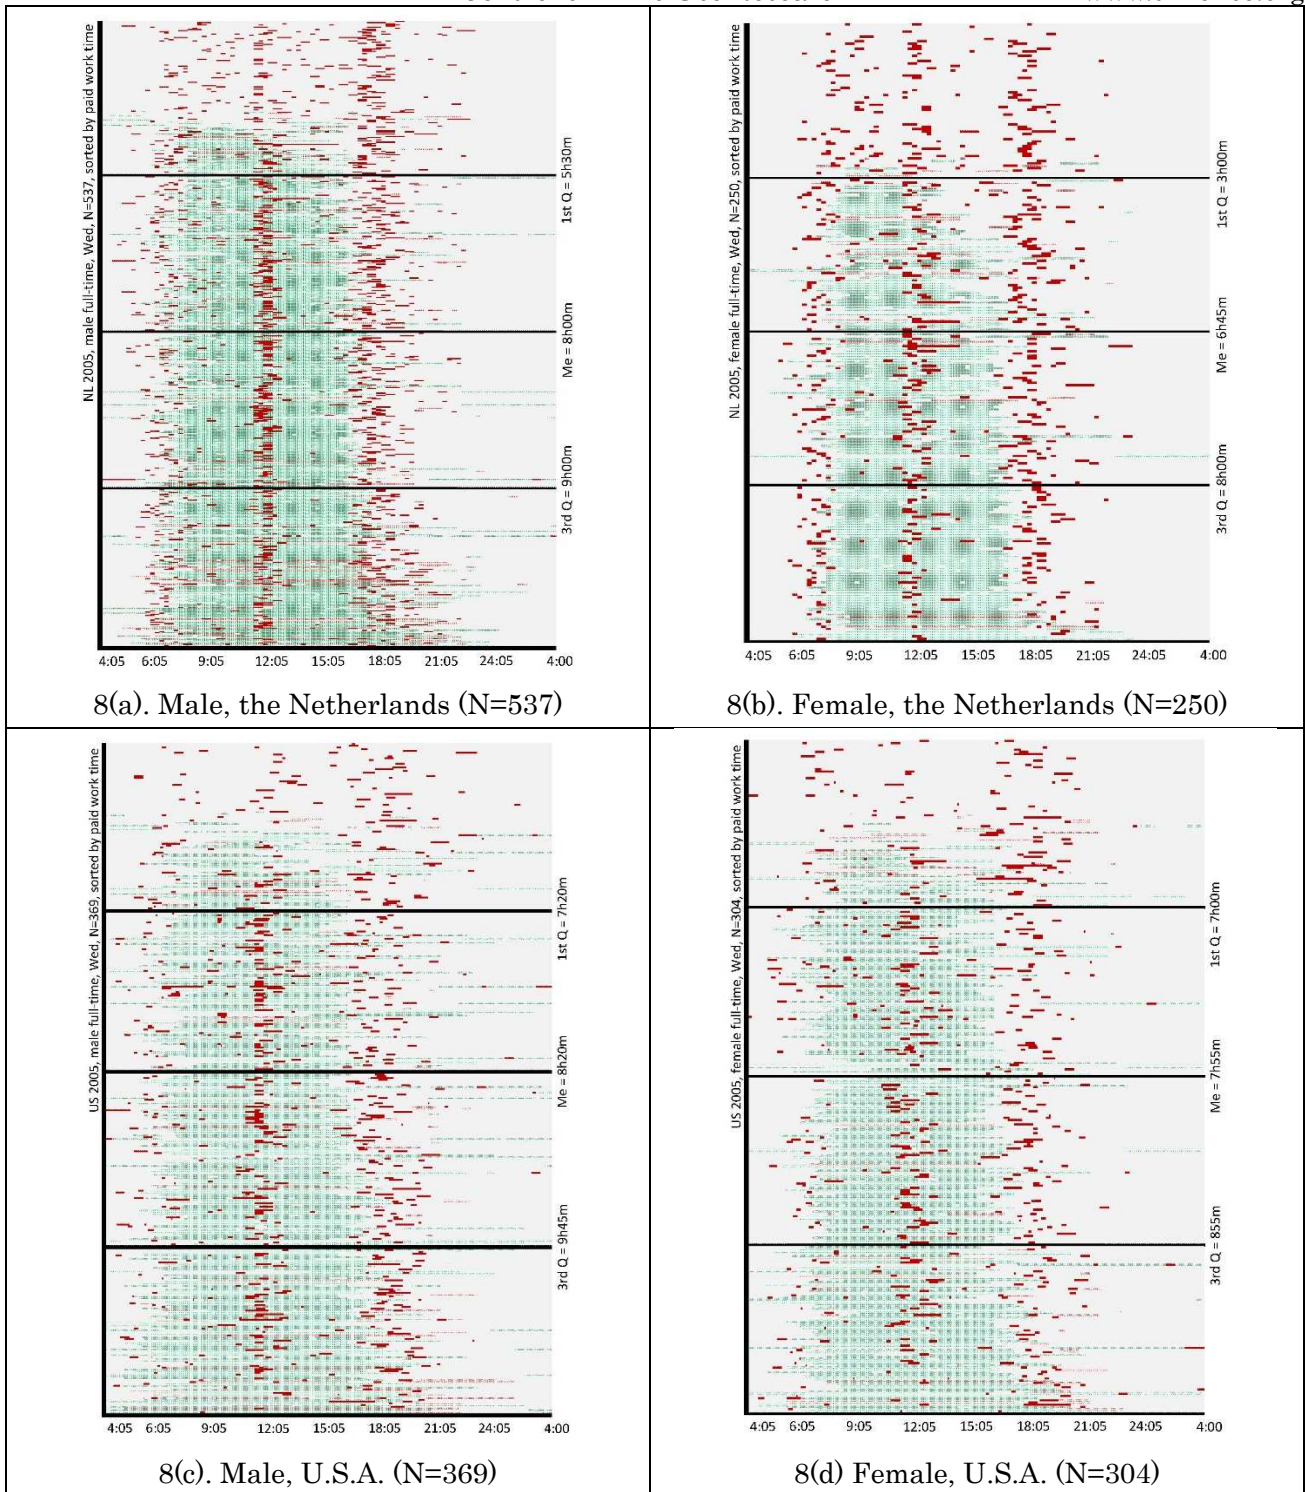 NL 2005, male full-time, Wed, N=537, sorted by paid work time
1st Q = 5h30m
Me = 8h00m
3rd Q = 9h00m
4:05 6:05 9:05 12:05 15:05 18:05 21:05 24:05 4:00
8(a). Male, the Netherlands (N=537)
NL 2005, female full-time, Wed, N=250, sorted by paid work time
1st Q = 3h00m
Me = 6h45m
3rd Q = 8h00m
4:05 6:05 9:05 12:05 15:05 18:05 21:05 24:05 4:00
8(b). Female, the Netherlands (N=250)
US 2005, male full-time, Wed, N=369, sorted by paid work time
1st Q = 7h20m
Me = 8h20m
3rd Q = 9h45m
4:05 6:05 9:05 12:05 15:05 18:05 21:05 24:05 4:00
8(c). Male, U.S.A. (N=369)
US 2005, female full-time, Wed, N=304, sorted by paid work time
1st Q = 7h00m
Me = 7h55m
3rd Q = 855m
4:05 6:05 9:05 12:05 15:05 18:05 21:05 24:05 4:00
8(d) Female, U.S.A. (N=304)